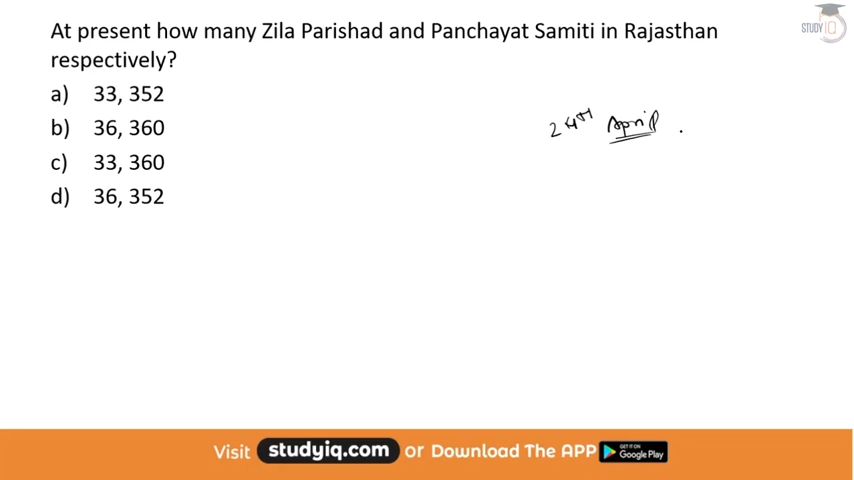 STUDY IQ
At present how many Zila Parishad and Panchayat Samiti in Rajasthan
respectively?
a) 33, 352
b) 36, 360
c) 33, 360
d) 36, 352
24th April .
Visit studyiq.com or Download The APP GET IT ON Google Play